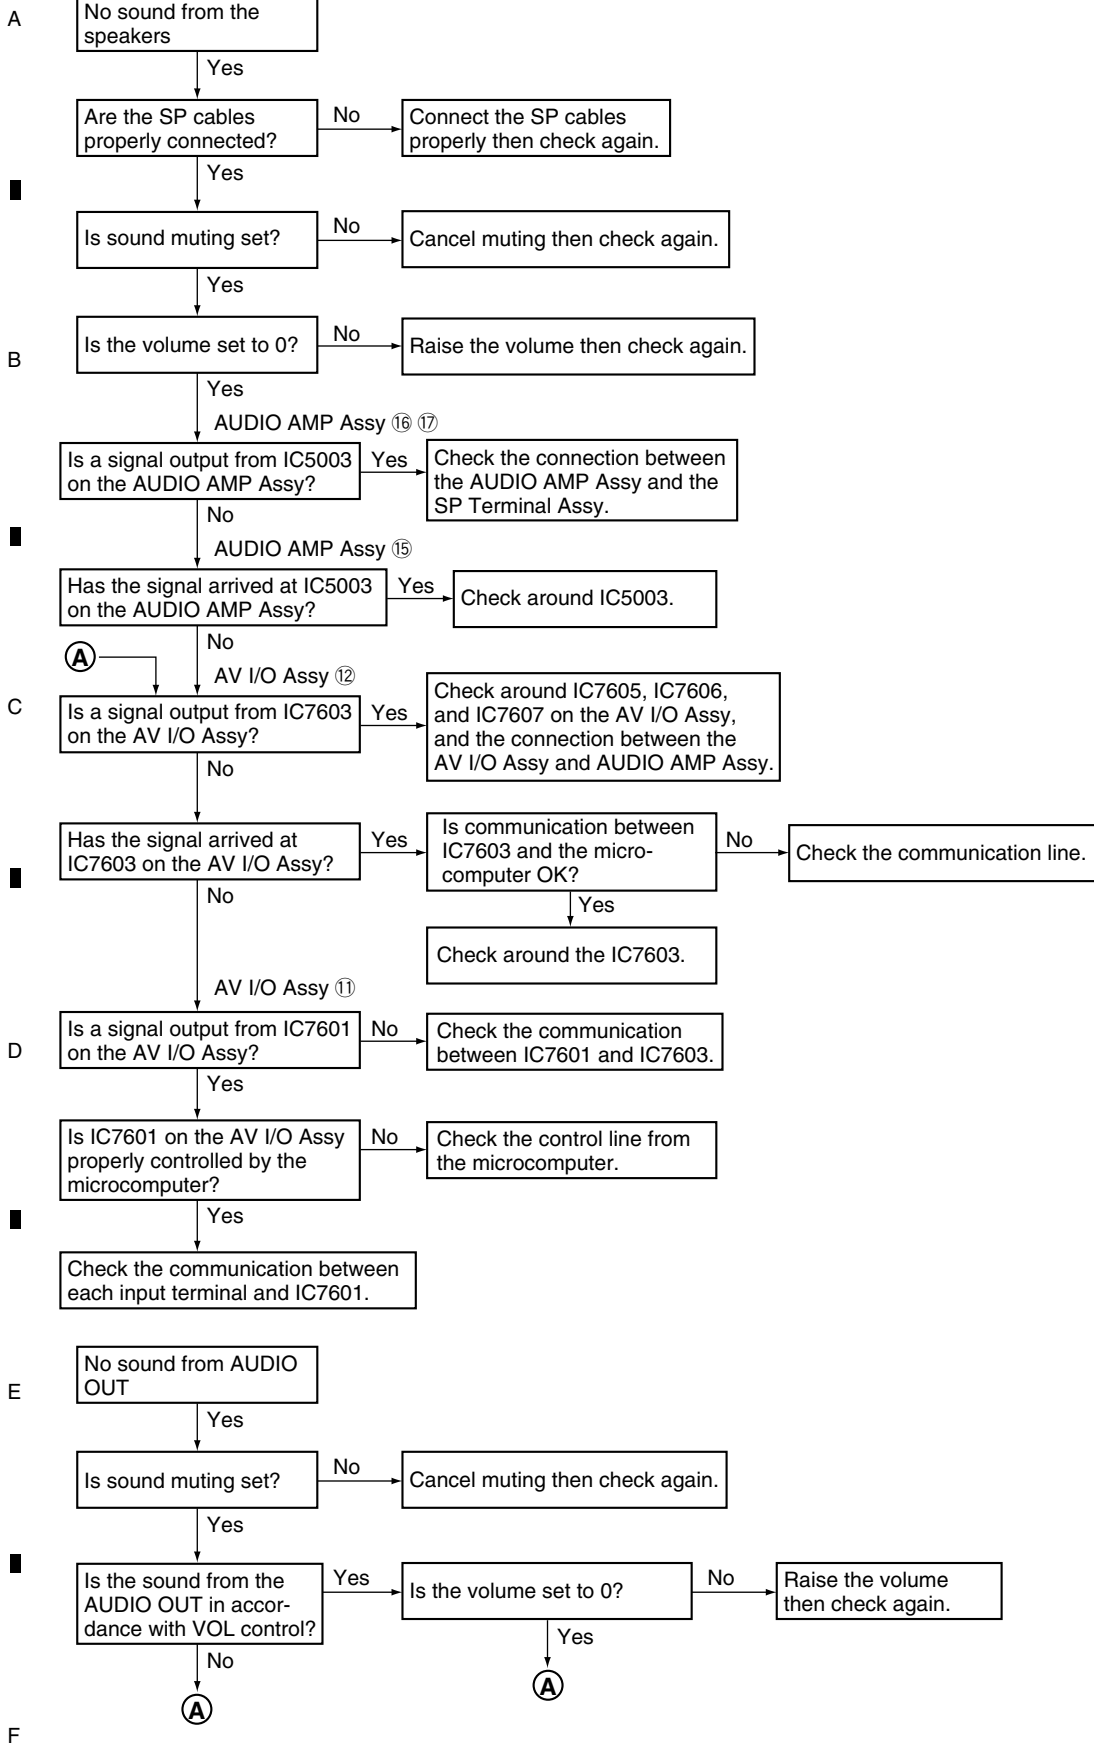 A
No sound from the
speakers
Yes
Are the SP cables
properly connected?
No
Connect the SP cables
properly then check again.
Yes
Is sound muting set?
No
Cancel muting then check again.
Yes
B
Is the volume set to 0?
No
Raise the volume then check again.
Yes
AUDIO AMP Assy ⑯ ⑰
Is a signal output from IC5003
on the AUDIO AMP Assy?
Yes
Check the connection between
the AUDIO AMP Assy and the
SP Terminal Assy.
No
AUDIO AMP Assy ⑮
Has the signal arrived at IC5003
on the AUDIO AMP Assy?
Yes
Check around IC5003.
No
A
AV I/O Assy ⑫
C
Is a signal output from IC7603
on the AV I/O Assy?
Yes
Check around IC7605, IC7606,
and IC7607 on the AV I/O Assy,
and the connection between the
AV I/O Assy and AUDIO AMP Assy.
No
Has the signal arrived at
IC7603 on the AV I/O Assy?
Yes
Is communication between
IC7603 and the micro-
computer OK?
No
Check the communication line.
Yes
Check around the IC7603.
No
AV I/O Assy ⑪
D
Is a signal output from IC7601
on the AV I/O Assy?
No
Check the communication
between IC7601 and IC7603.
Yes
Is IC7601 on the AV I/O Assy
properly controlled by the
microcomputer?
No
Check the control line from
the microcomputer.
Yes
Check the communication between
each input terminal and IC7601.
E
No sound from AUDIO
OUT
Yes
Is sound muting set?
No
Cancel muting then check again.
Yes
Is the sound from the
AUDIO OUT in accor-
dance with VOL control?
Yes
Is the volume set to 0?
No
Raise the volume
then check again.
Yes
A
No
A
F